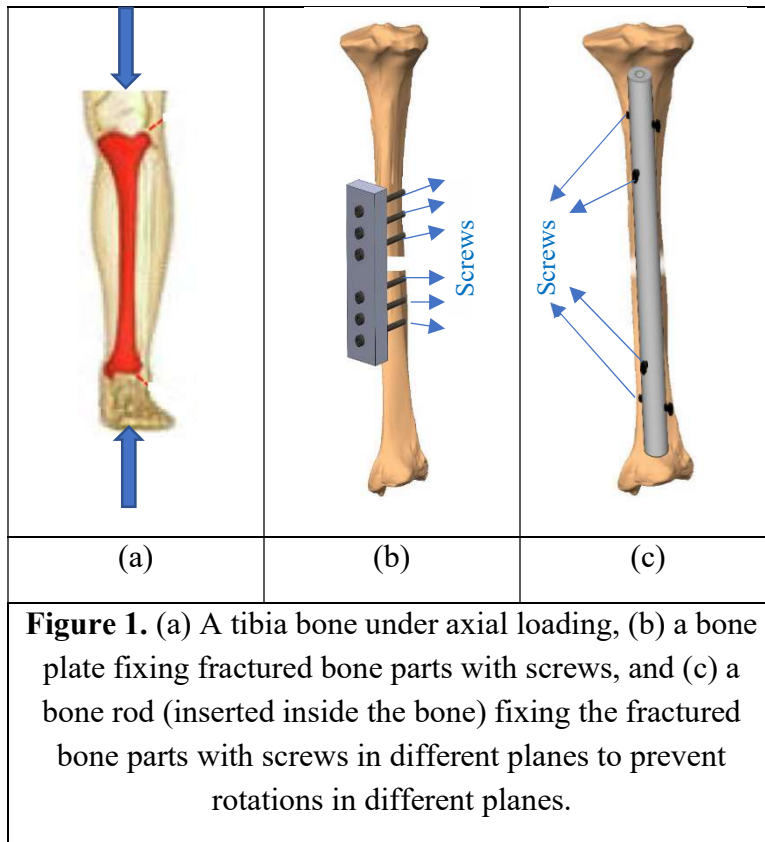 Screws
Screws
(a)
(b)
(c)
Figure 1. (a) A tibia bone under axial loading, (b) a bone
plate fixing fractured bone parts with screws, and (c) a
bone rod (inserted inside the bone) fixing the fractured
bone parts with screws in different planes to prevent
rotations in different planes.